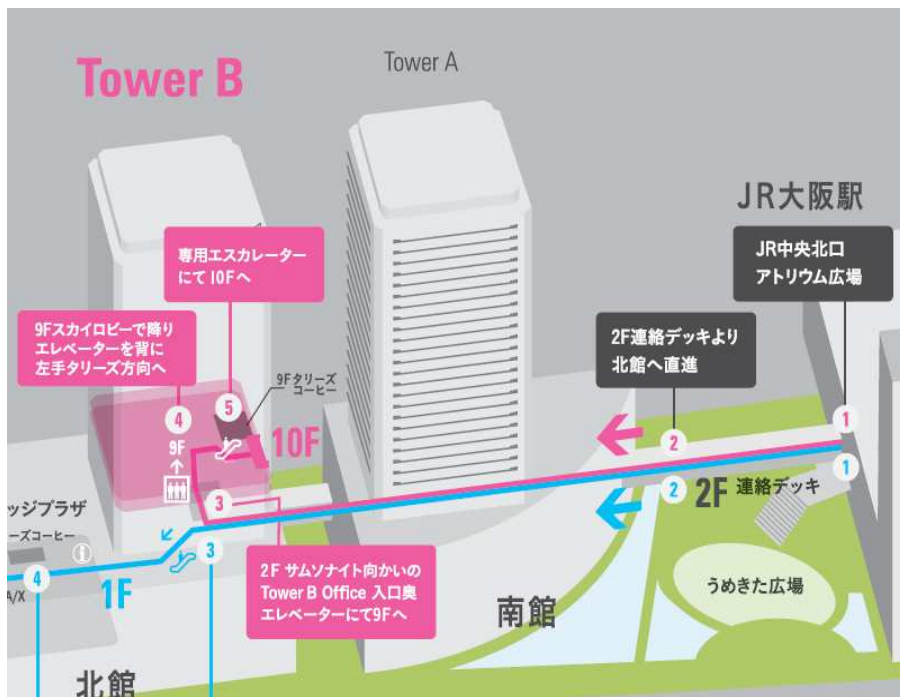 Tower B
Tower A
JR大阪駅
JR中央北口
アトリウム広場
専用エスカレーター
にて10Fへ
2F連絡デッキより
北館へ直進
9Fスカイロビーで降り
エレベーターを背に
左手タリーズ方向へ
9Fタリーズ
コーヒー
4
5
9F
10F
1
2
1
3
2
2F 連絡デッキ
ッジプラザ
ーズコーヒー
i
3
4
A/X
1F
2F サムソナイト向かいの
Tower B Office 入口奥
エレベーターにて9Fへ
うめきた広場
南館
北館